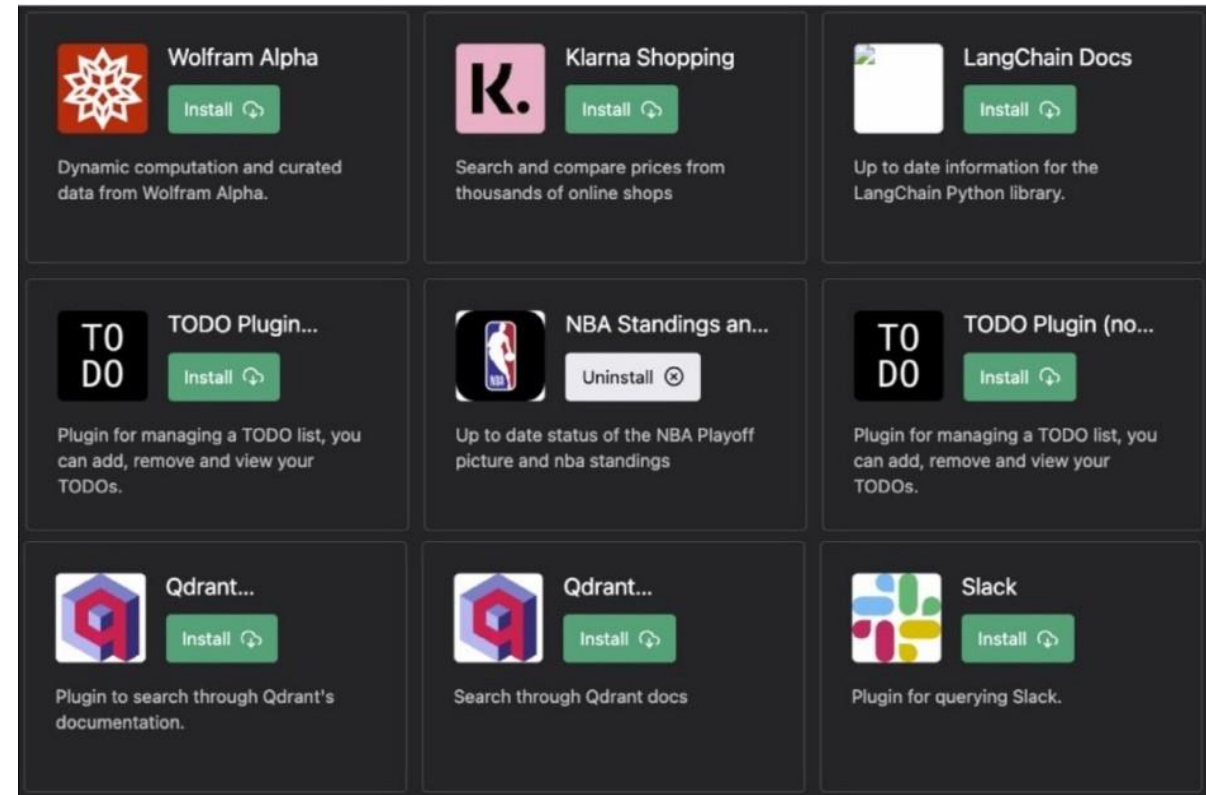 Wolfram Alpha
Install
Dynamic computation and curated
data from Wolfram Alpha.
K.
Klarna Shopping
Install
Search and compare prices from
thousands of online shops
LangChain Docs
Install
Up to date information for the
LangChain Python library.
TO
DO
TODO Plugin...
Install
Plugin for managing a TODO list, you
can add, remove and view your
TODOs.
NBA
NBA Standings an...
Uninstall
Up to date status of the NBA Playoff
picture and nba standings
TO
DO
TODO Plugin (no...
Install
Plugin for managing a TODO list, you
can add, remove and view your
TODOs.
Qdrant...
Install
Plugin to search through Qdrant's
documentation.
Qdrant...
Install
Search through Qdrant docs
Slack
Install
Plugin for querying Slack.